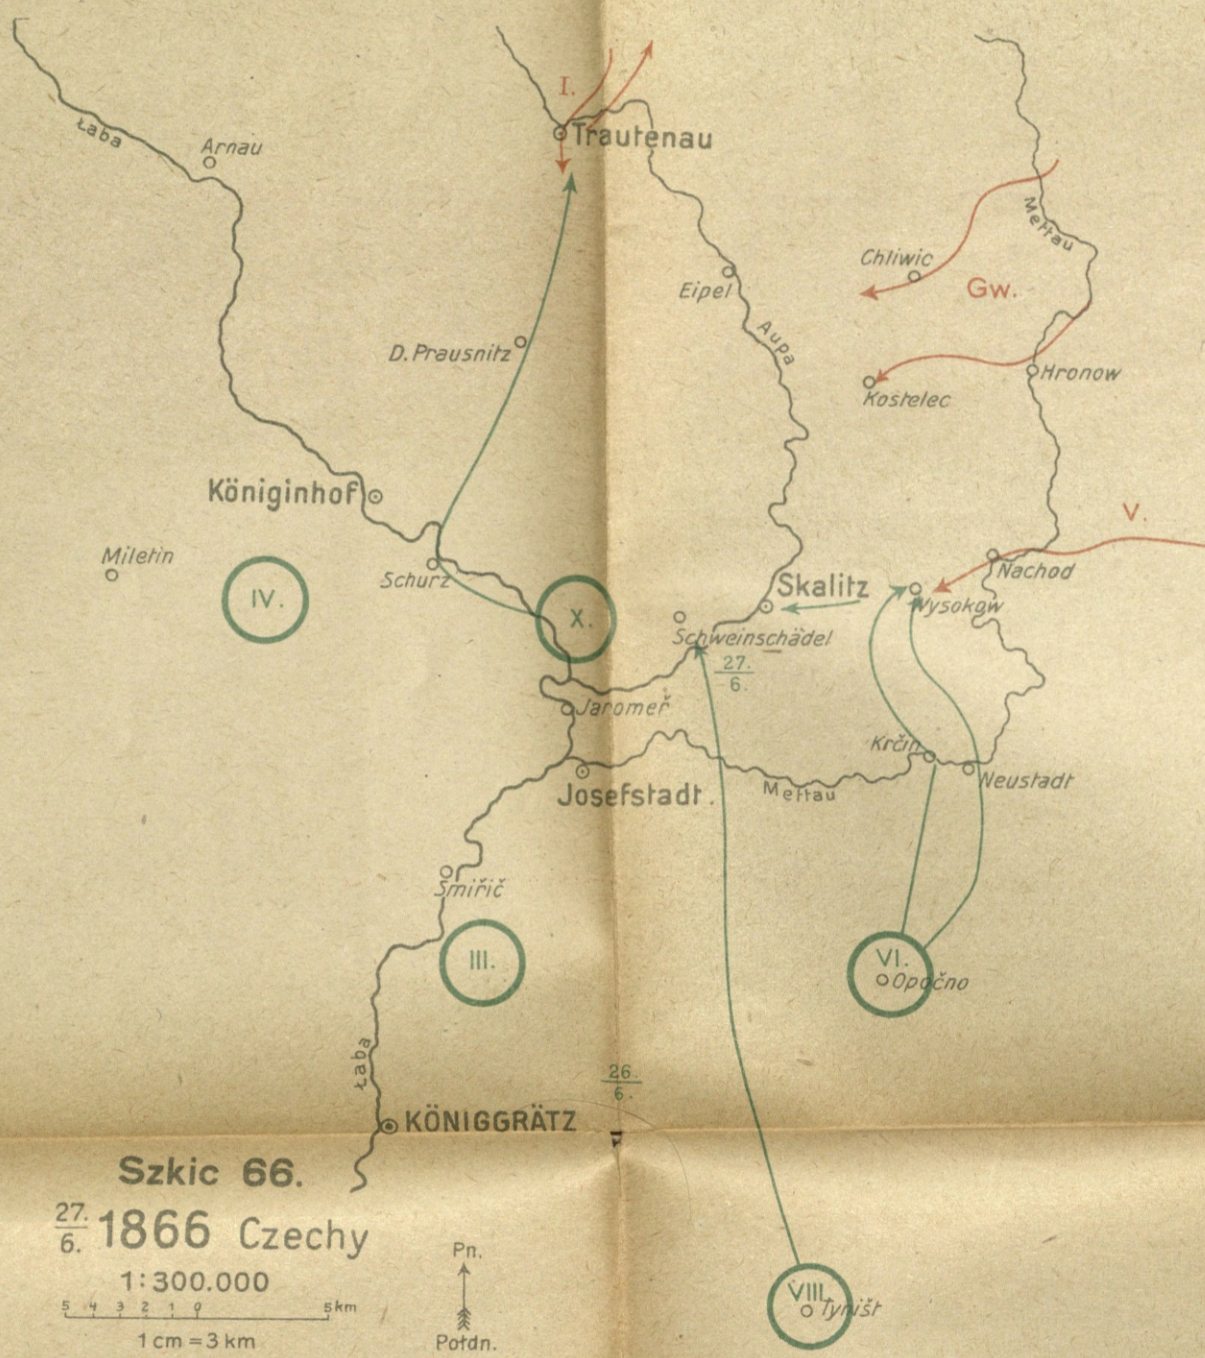 Łaba
Arnau
I.
Trautenau
Mettau
Chliwic
Gw.
Eipel
Aupa
D. Prausnitz
Hronow
Kostelec
Königinhof
V.
Miletin
Schurz
Nachod
IV.
X.
Skalitz
Wysokow
Schweinschädel
27.
6.
Jaromeř
Krčin
Neustadt
Josefstadt.
Mettau
Smiřič
III.
VI.
Opočno
Łaba
26.
6.
KÖNIGGRÄTZ
Szkic 66.
27.
6.
1866 Czechy
Pn.
1:300.000
5 4 3 2 1 0 5 km
1 cm = 3 km
Połdn.
VIII.
Tyništ